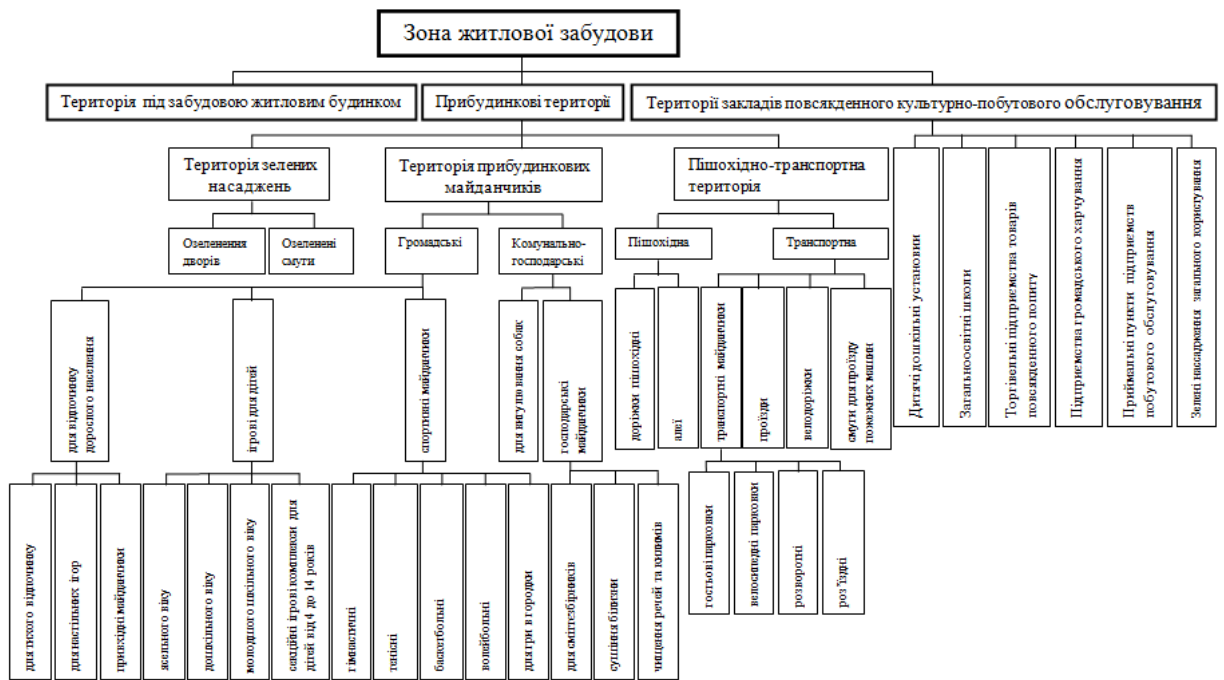 Зона житлової забудови
Територія під забудовою житловим будинком
Прибудинкові території
Території закладів повсякденного культурно-побутового обслуговування
Територія зелених
насаджень
Територія прибудинкових
майданчиків
Пішохідно-транспортна
територія
Озеленення
дворів
Озеленені
смуги
Громадські
Комунально-
господарські
Пішохідна
Транспортна
для відпочинку
дорослого населення
ігрові для дітей
спортивні майданчики
для вигулювання собак
господарські
майданчики
доріжки пішохідні
алеї
транспортні майданчики
проїзди
велодоріжки
смуги для проїзду
пожежних машин
Дитячі дошкільні установин
Загальноосвітні школи
Торгівельні підприємства товарів
повсякденного попиту
Підприємства громадського харчування
Приймальні пункти підприємств
побутового обслуговування
Зелені нассадження загального користування
для тихого відпочинку
для настільних ігор
привхідні майданчики
ясельного віку
дошкільного віку
молодшого шкільного віку
секційні ігрові комплекси для
дітей від 4 до 14 років
гімнастичні
тенісні
баскетбольні
волейбольні
для гри в городки
для сміттєзбірників
сушіння білизни
чищення речей та килимів
гостьові парковки
велосипедні парковки
розворотні
роз'їздні